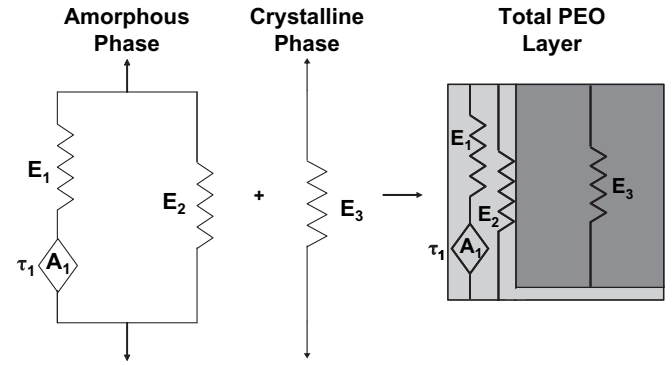 Amorphous
Phase
Crystalline
Phase
Total PEO
Layer
E₁
E₂
τ₁
A₁
+
E₃
E₁
E₂
τ₁
A₁
E₃